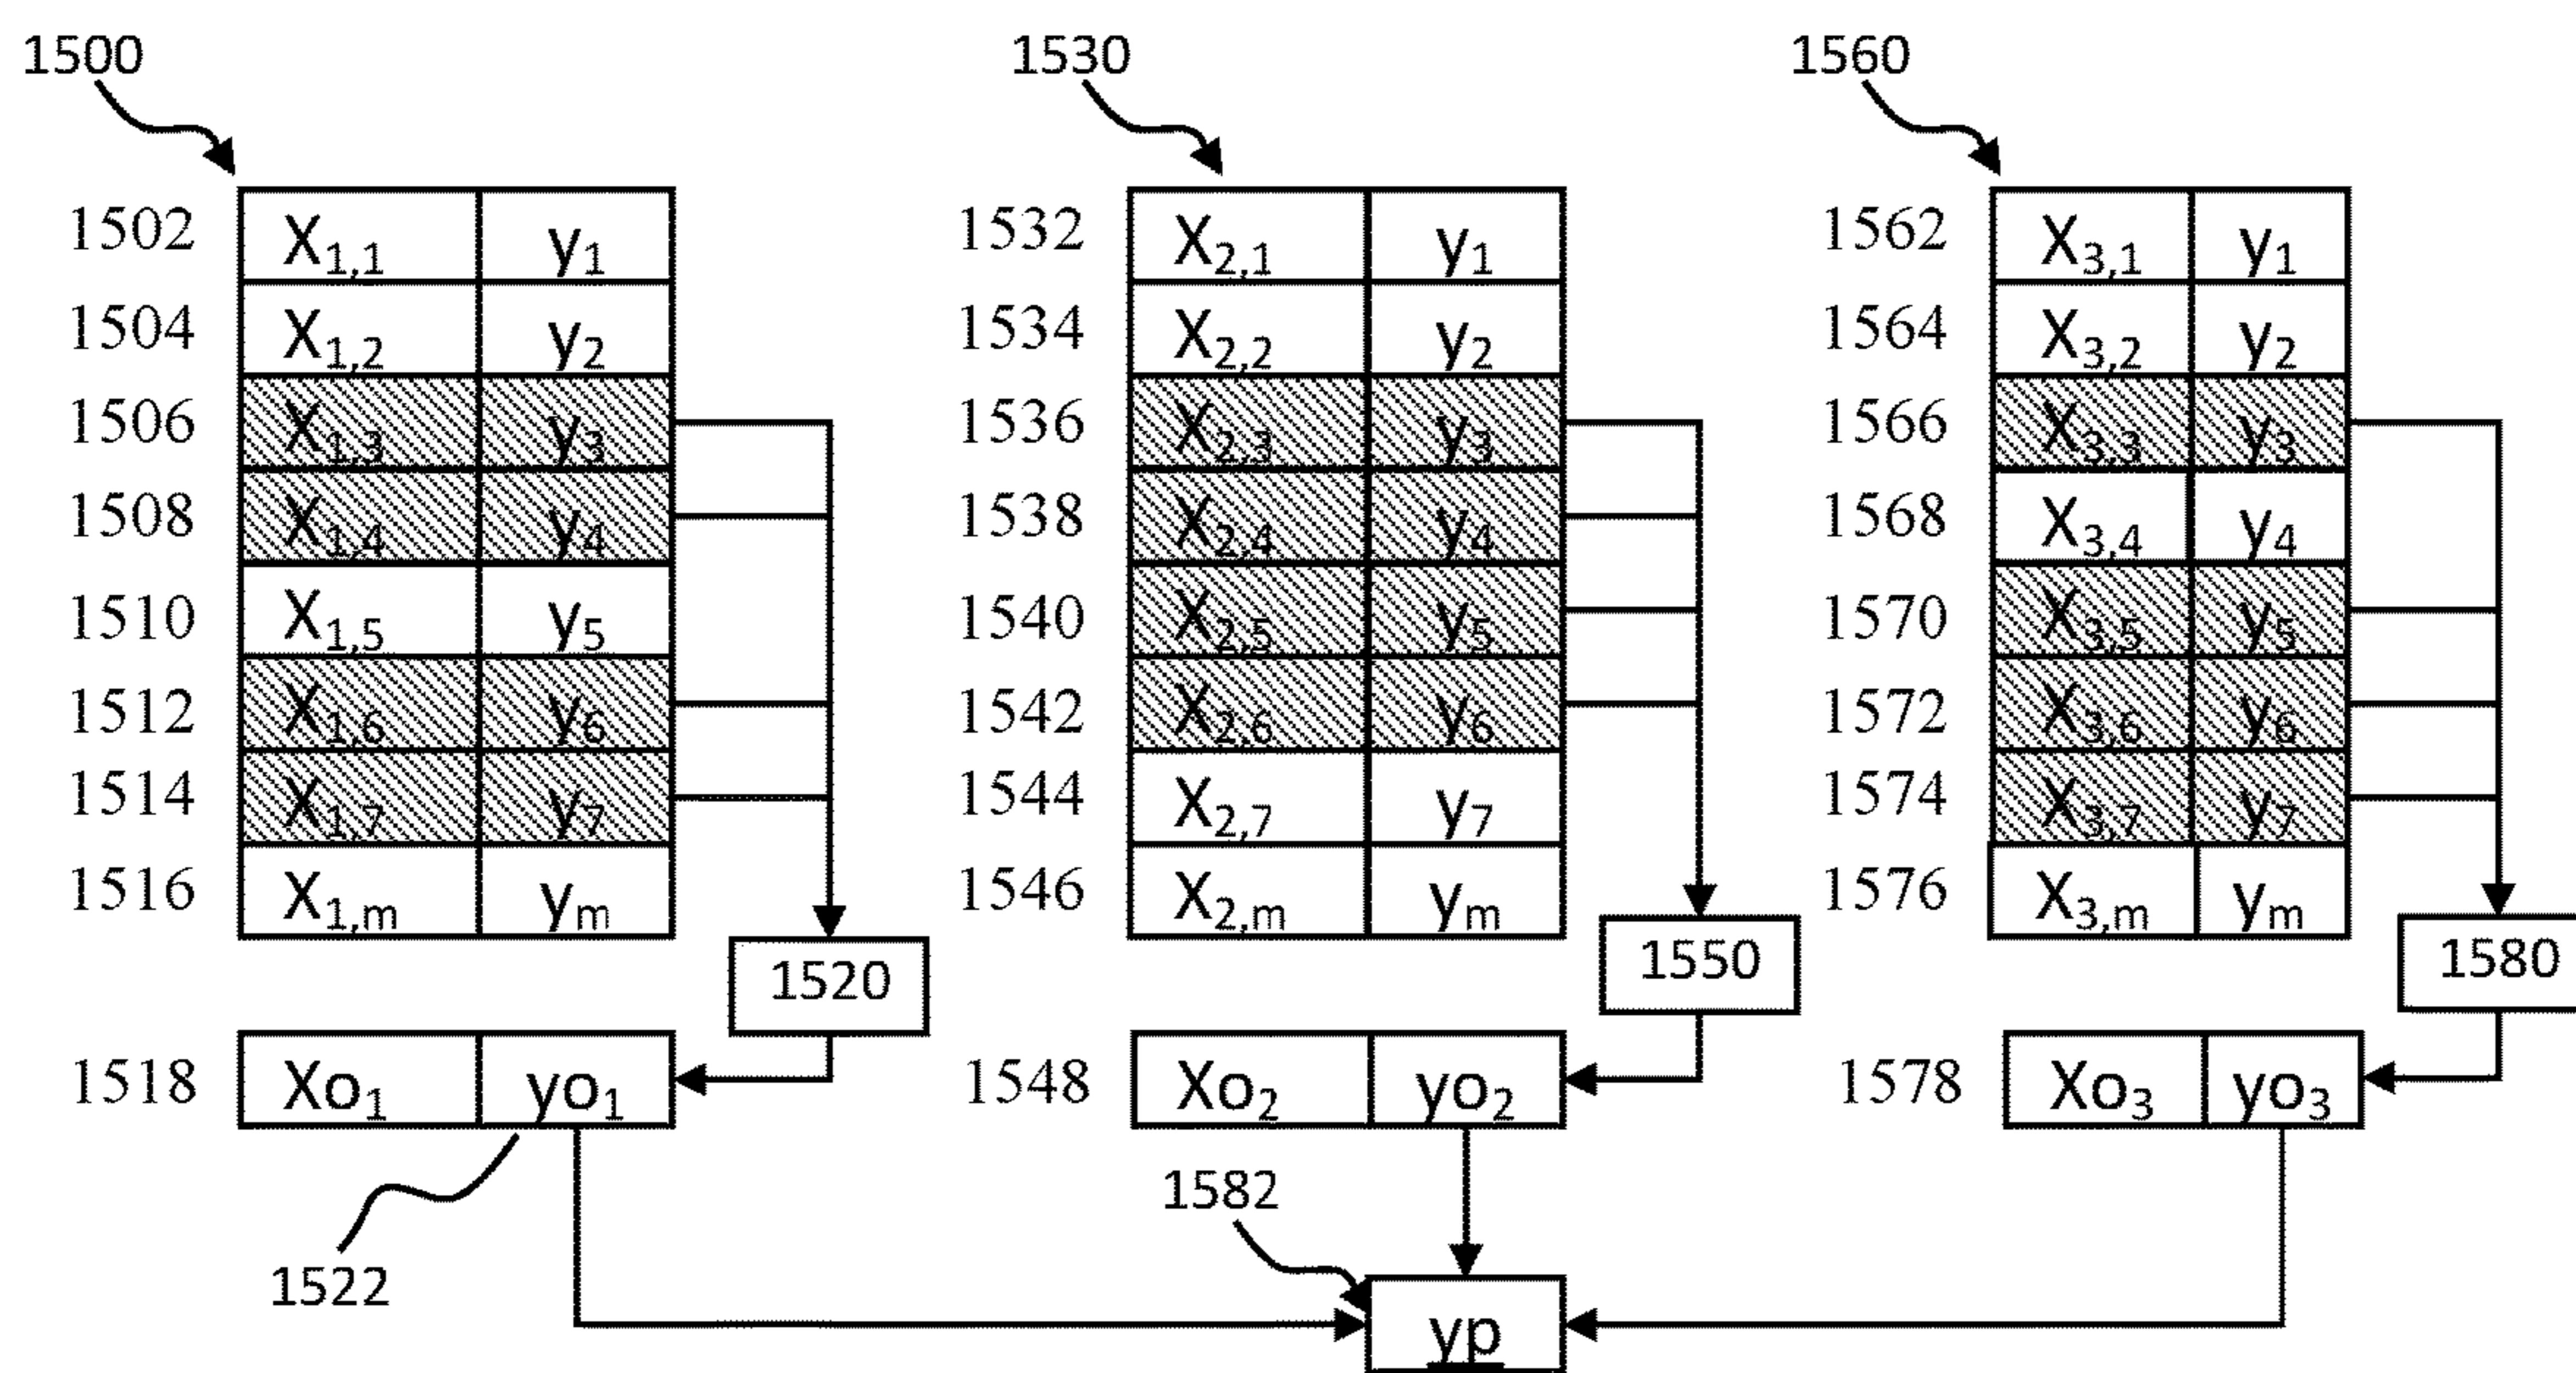 1500 1530 1560
1502 X1,1 y1 1532 X2,1 y1 1562 X3,1 y1
1504 X1,2 y2 1534 X2,2 y2 1564 X3,2 y2
1506 X1,3 y3 1536 X2,3 y3 1566 X3,3 y3
1508 X1,4 y4 1538 X2,4 y4 1568 X3,4 y4
1510 X1,5 y5 1540 X2,5 y5 1570 X3,5 y5
1512 X1,6 y6 1542 X2,6 y6 1572 X3,6 y6
1514 X1,7 y7 1544 X2,7 y7 1574 X3,7 y7
1516 X1,m ym 1546 X2,m ym 1576 X3,m ym
1520 1550 1580
1518 Xo1 yo1 1548 Xo2 yo2 1578 Xo3 yo3
1582
1522
yp